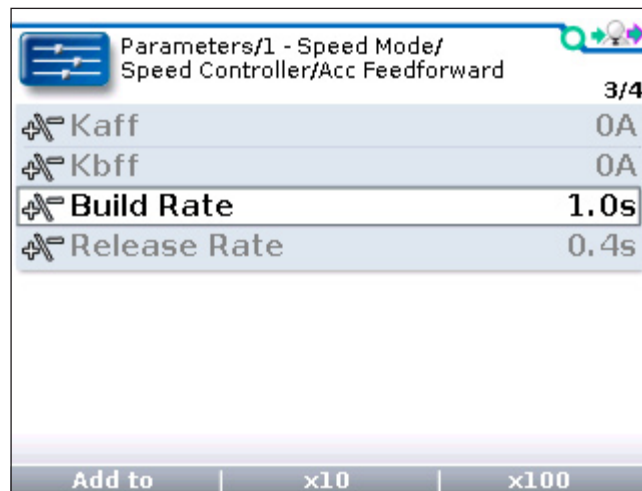 Parameters/1 - Speed Mode/
Speed Controller/Acc Feedforward
3/4
Kaff 0A
Kbff 0A
Build Rate 1.0s
Release Rate 0.4s
Add to | x10 | x100